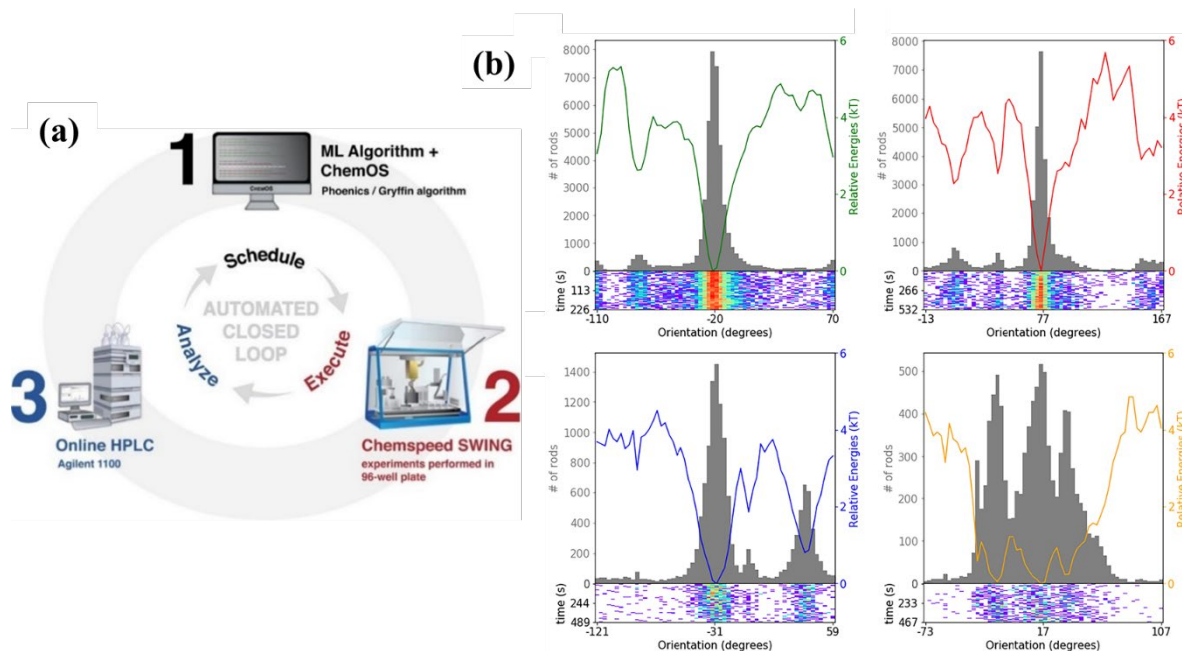 (a)
1
ML Algorithm +
ChemOS
Phoenics / Gryffin algorithm
Schedule
AUTOMATED
CLOSED
LOOP
Analyze
Execute
3
2
Online HPLC
Agilent 1100
Chemspeed SWING
experiments performed in
96-well plate
(b)
8000
7000
6000
5000
4000
3000
2000
1000
0
# of rods
6
4
2
0
Relative Energies (kT)
time (s)
113
226
-110
-20
70
Orientation (degrees)
8000
7000
6000
5000
4000
3000
2000
1000
0
# of rods
6
4
2
0
Relative Energies (kT)
time (s)
266
532
-13
77
167
Orientation (degrees)
1400
1200
1000
800
600
400
200
0
# of rods
6
4
2
0
Relative Energies (kT)
time (s)
244
489
-121
-31
59
Orientation (degrees)
500
400
300
200
100
0
# of rods
6
4
2
0
Relative Energies (kT)
time (s)
233
467
-73
17
107
Orientation (degrees)